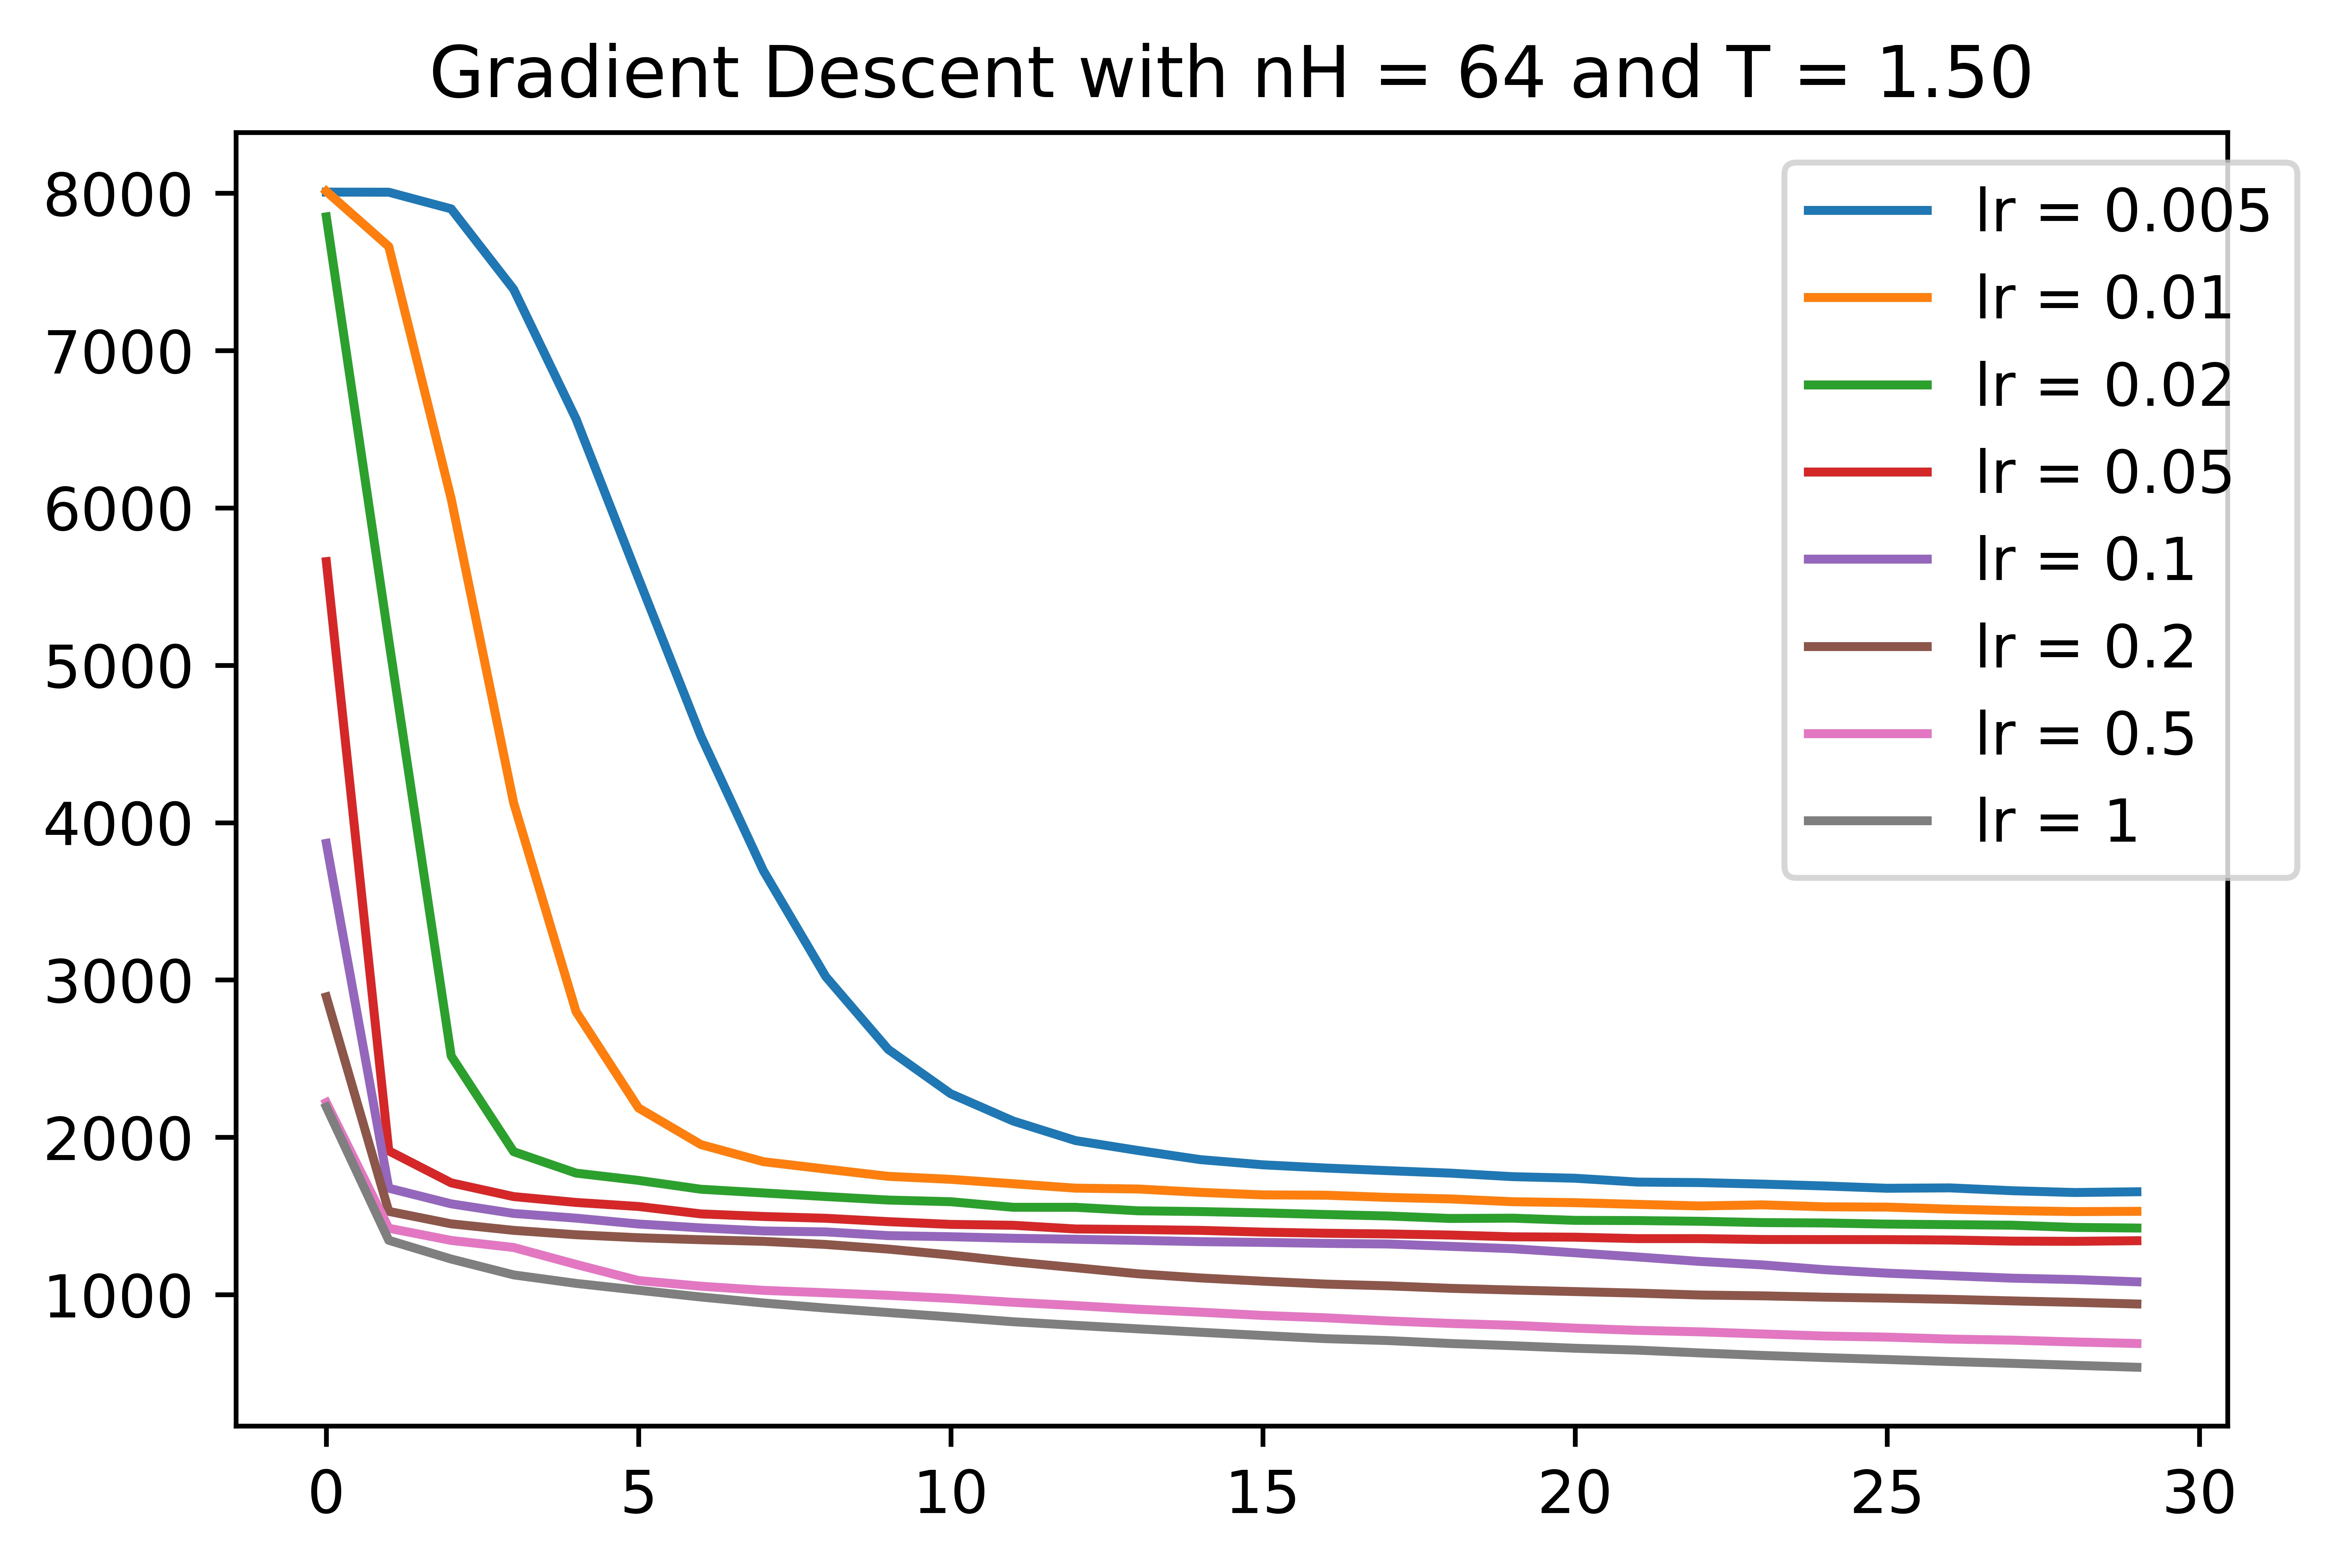 Gradient Descent with nH = 64 and T = 1.50
8000
7000
6000
5000
4000
3000
2000
1000
lr = 0.005
lr = 0.01
lr = 0.02
lr = 0.05
lr = 0.1
lr = 0.2
lr = 0.5
lr = 1
0 5 10 15 20 25 30